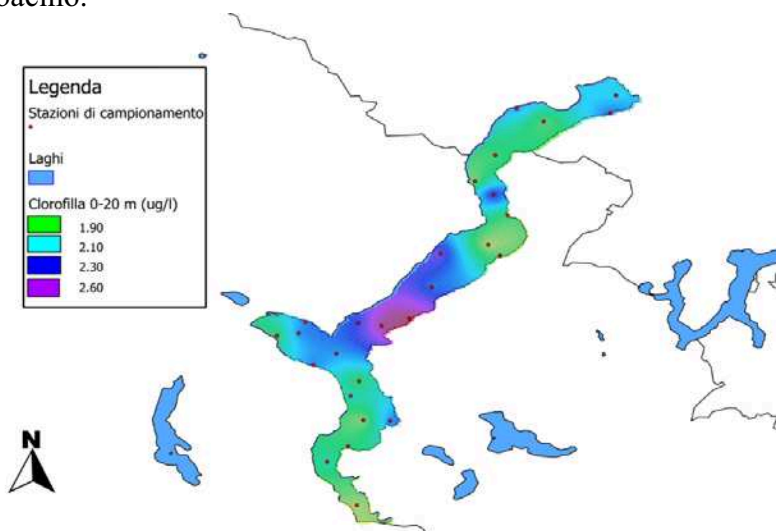 bacino.
Legenda
Stazioni di campionamento
Laghi
Clorofilla 0-20 m (ug/l)
1.90
2.10
2.30
2.60
N